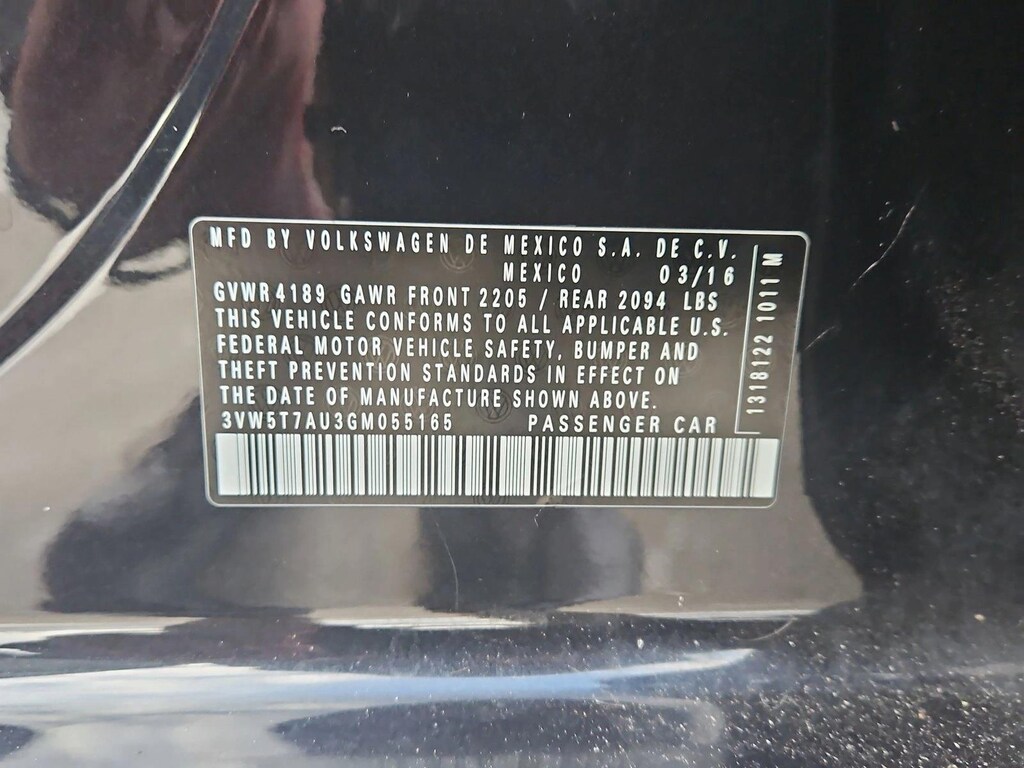 MFD BY VOLKSWAGEN DE MEXICO S.A. DE C.V.
MEXICO 03/16
GVWR 4189 GAWR FRONT 2205 / REAR 2094 LBS
THIS VEHICLE CONFORMS TO ALL APPLICABLE U.S.
FEDERAL MOTOR VEHICLE SAFETY, BUMPER AND
THEFT PREVENTION STANDARDS IN EFFECT ON
THE DATE OF MANUFACTURE SHOWN ABOVE.
3VW5T7AU3GM055165 PASSENGER CAR
1318122 1011 M